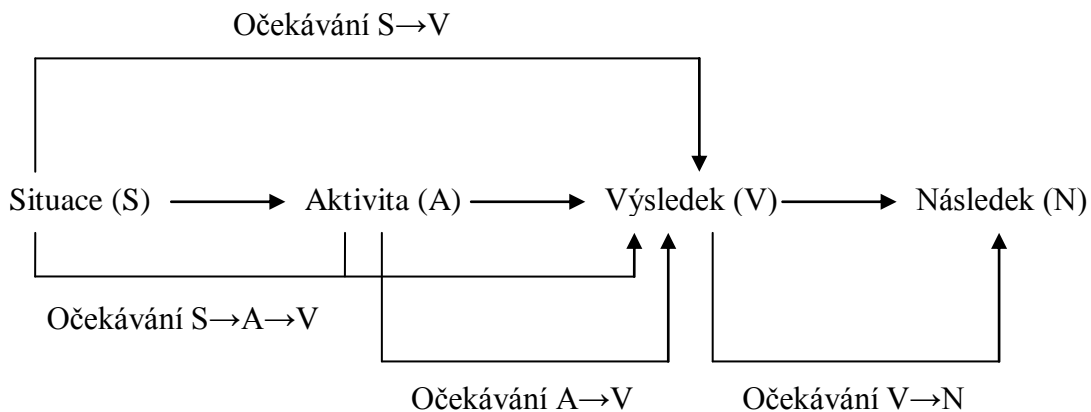 Očekávání S→V
Situace (S) Aktivita (A) Výsledek (V) Následek (N)
Očekávání S→A→V
Očekávání A→V Očekávání V→N